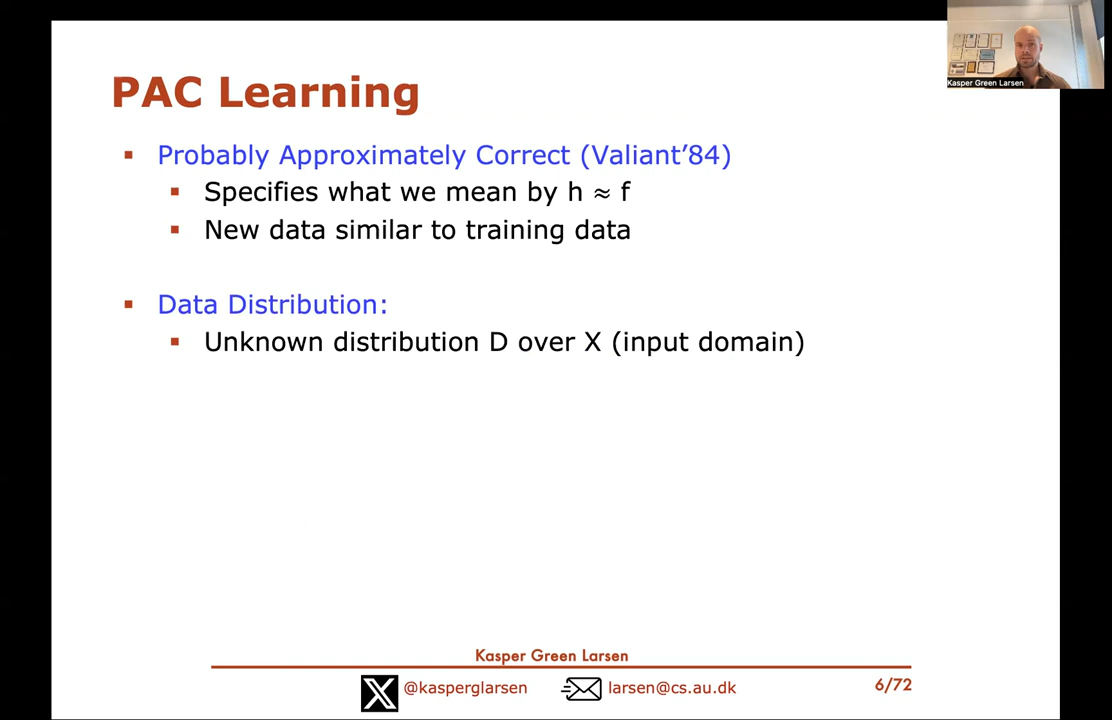 PAC Learning
Kasper Green Larsen
Probably Approximately Correct (Valiant’84)
Specifies what we mean by h ≈ f
New data similar to training data
Data Distribution:
Unknown distribution D over X (input domain)
Kasper Green Larsen
@kasperglarsen larsen@cs.au.dk 6/72